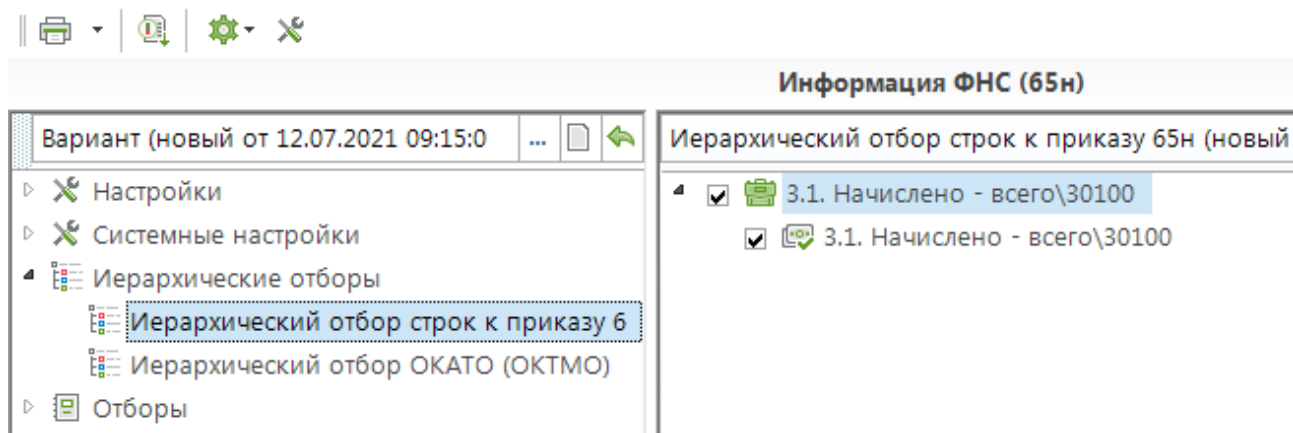 Информация ФНС (65н)
Вариант (новый от 12.07.2021 09:15:0 ...
Настройки
Системные настройки
Иерархические отборы
Иерархический отбор строк к приказу 6
Иерархический отбор ОКАТО (ОКТМО)
Отборы
Иерархический отбор строк к приказу 65н (новый
3.1. Начислено - всего\30100
3.1. Начислено - всего\30100